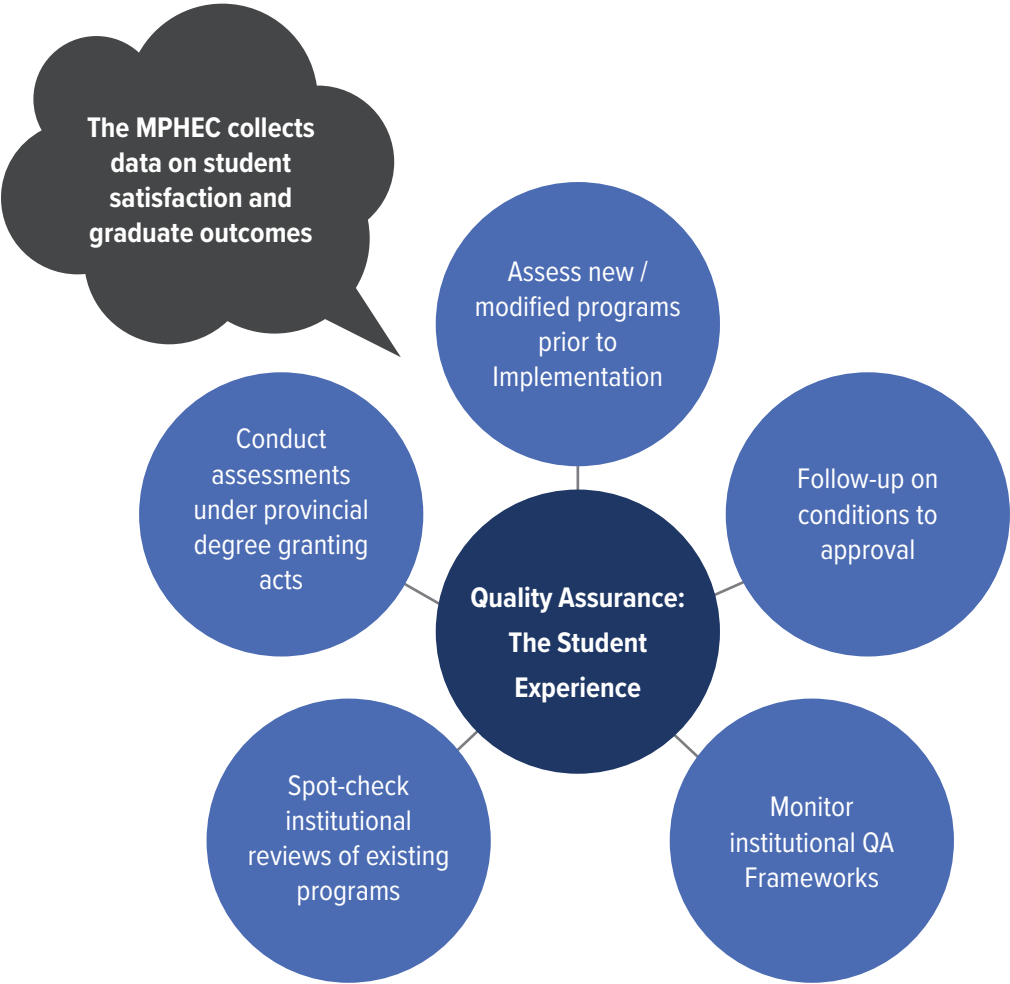 The MPHEC collects
data on student
satisfaction and
graduate outcomes
Assess new /
modified programs
prior to
Implementation
Follow-up on
conditions to
approval
Monitor
institutional QA
Frameworks
Spot-check
institutional
reviews of existing
programs
Conduct
assessments
under provincial
degree granting
acts
Quality Assurance:
The Student
Experience